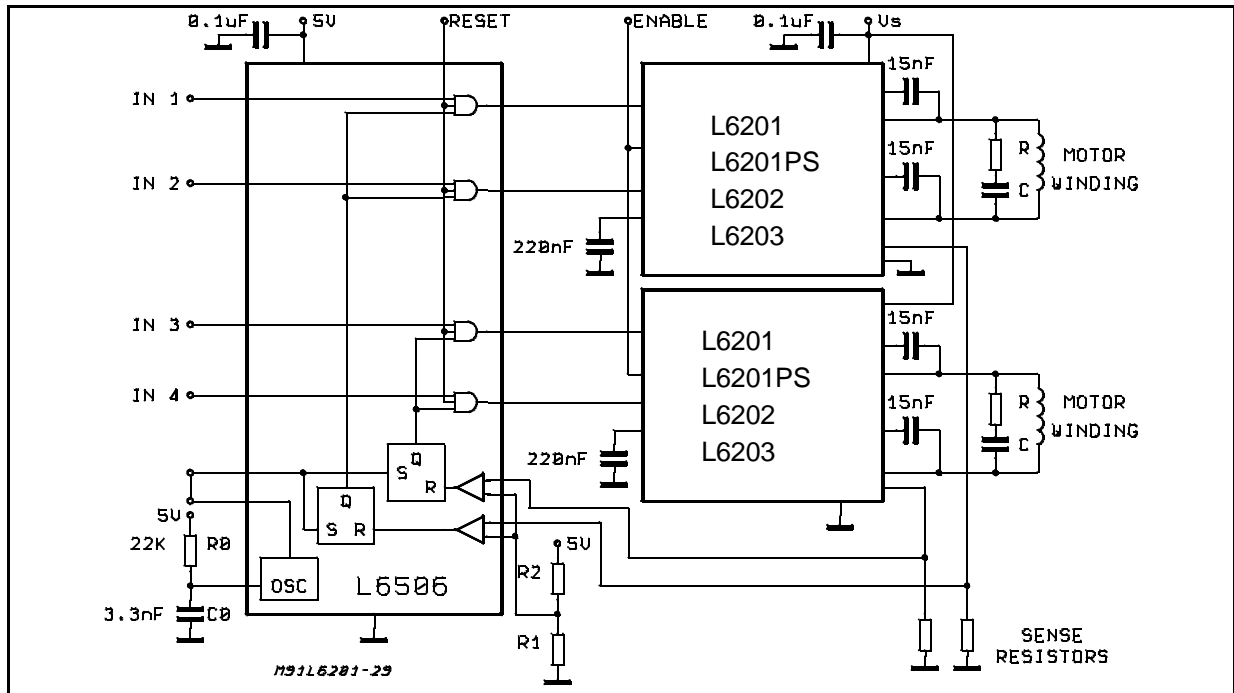 0.1uF
5V
RESET
ENABLE
0.1uF
Vs
15nF
IN 1
L6201
L6201PS
L6202
L6203
R
C
MOTOR
WINDING
15nF
IN 2
220nF
IN 3
15nF
L6201
L6201PS
L6202
L6203
R
C
MOTOR
WINDING
IN 4
15nF
220nF
Q
S
R
Q
S
R
5V
22K
R0
OSC
L6506
3.3nF
C0
5V
R2
R1
SENSE
RESISTORS
M91L6201-29